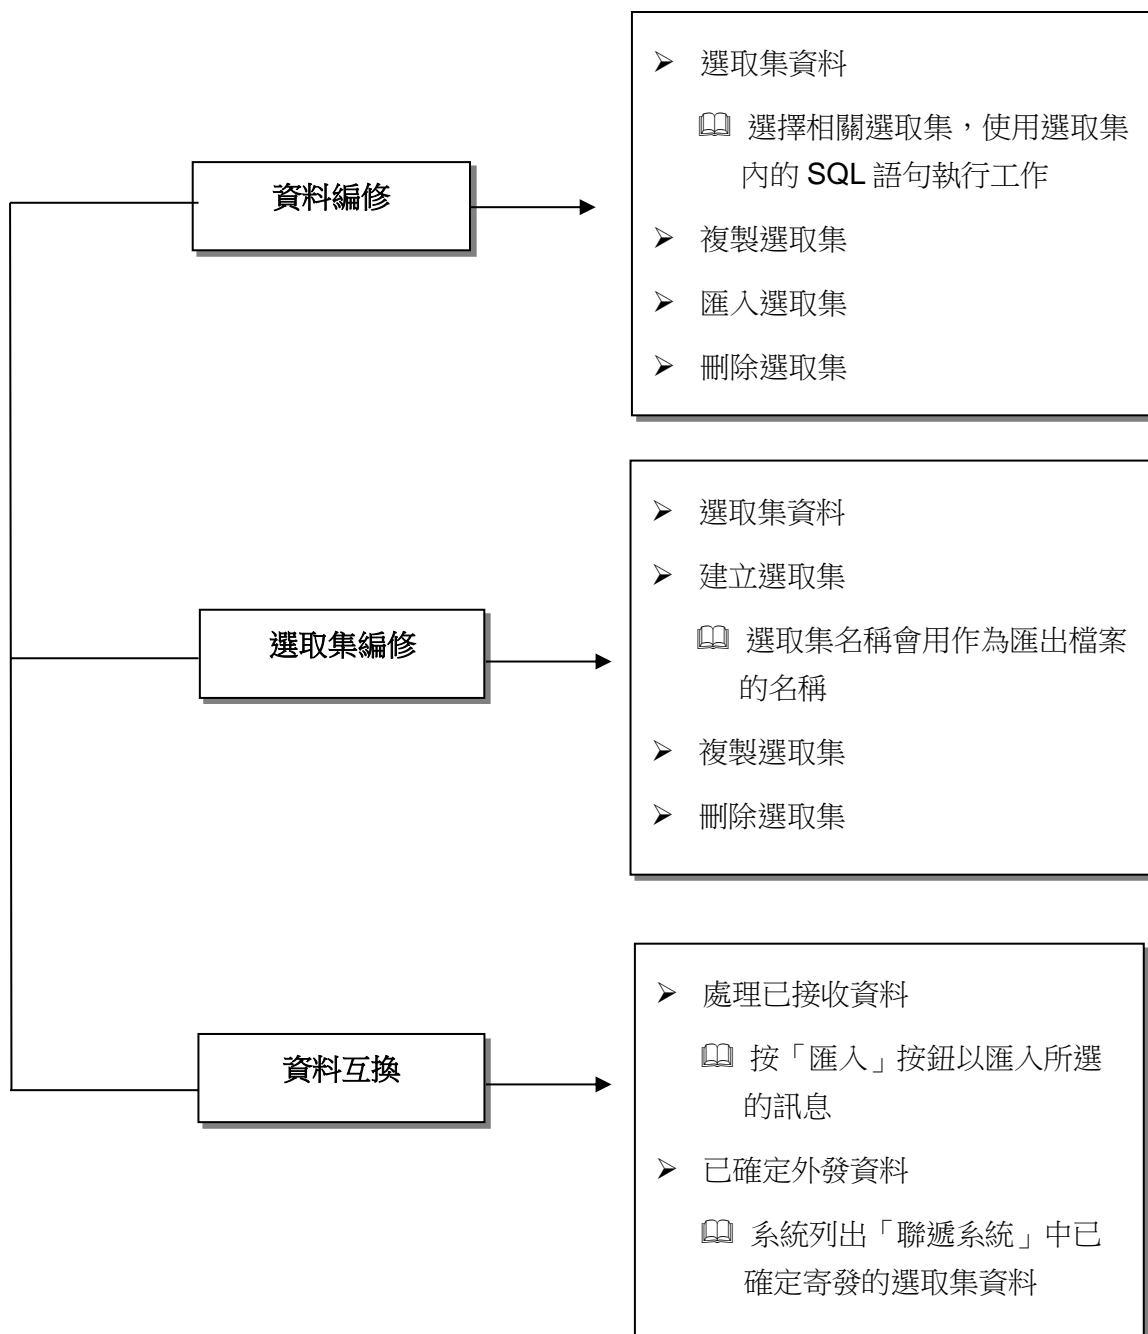 資料編修
➢ 選取集資料
🕮 選擇相關選取集，使用選取集
內的 SQL 語句執行工作
➢ 複製選取集
➢ 匯入選取集
➢ 刪除選取集
選取集編修
➢ 選取集資料
➢ 建立選取集
🕮 選取集名稱會用作為匯出檔案
的名稱
➢ 複製選取集
➢ 刪除選取集
資料互換
➢ 處理已接收資料
🕮 按「匯入」按鈕以匯入所選
的訊息
➢ 已確定外發資料
🕮 系統列出「聯遞系統」中已
確定寄發的選取集資料